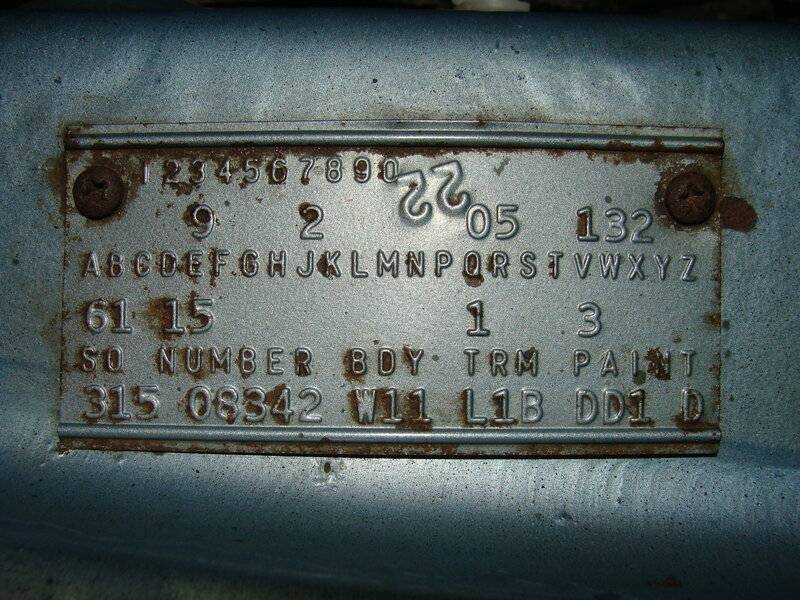 1234567890
9 2 22 05 132
ABCDEFGHJKLMNPQRSTVWXYZ
61 15 1 3
SO NUMBER BDY TRM PAINT
315 08342 W11 L1B DD1 D